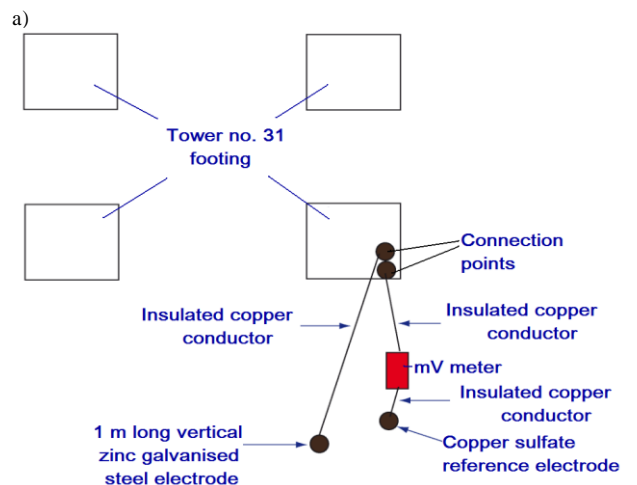 a)
Tower no. 31
footing
Connection
points
Insulated copper
conductor
Insulated copper
conductor
mV meter
Insulated copper
conductor
1 m long vertical
zinc galvanised
steel electrode
Copper sulfate
reference electrode